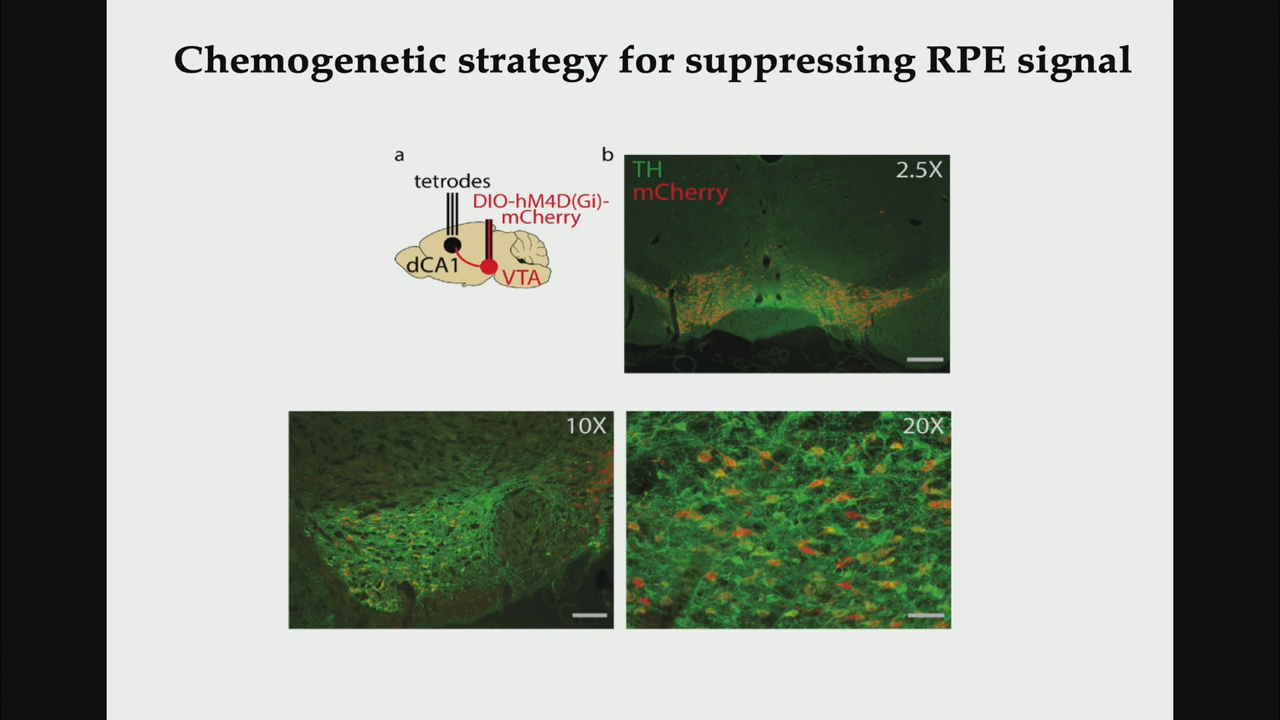 Chemogenetic strategy for suppressing RPE signal
a
tetrodes
DIO-hM4D(Gi)-
mCherry
dCA1
VTA
b
TH
mCherry
2.5X
10X
20X